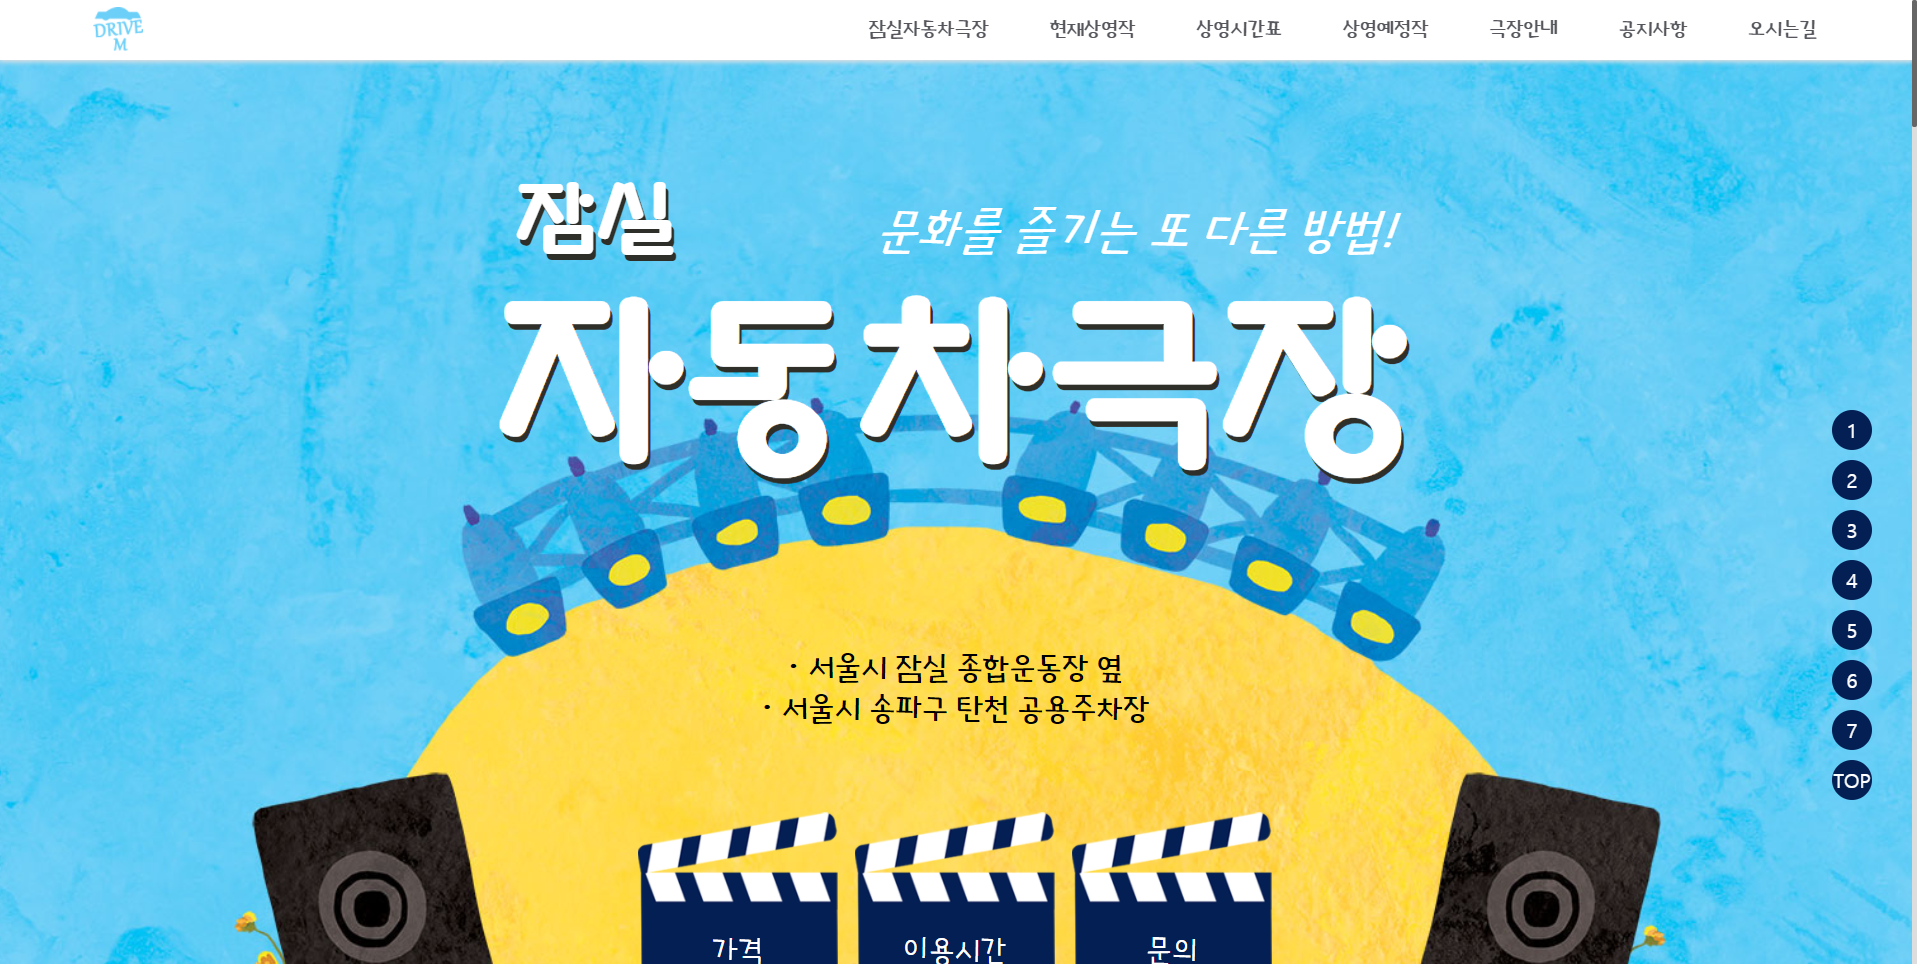 DRIVE
M
잠실자동차극장 현재상영작 상영시간표 상영예정작 극장안내 공지사항 오시는길
잠실
문화를 즐기는 또 다른 방법!
자동차극장
· 서울시 잠실 종합운동장 옆
· 서울시 송파구 탄천 공용주차장
가격 이용시간 문의
1
2
3
4
5
6
7
TOP